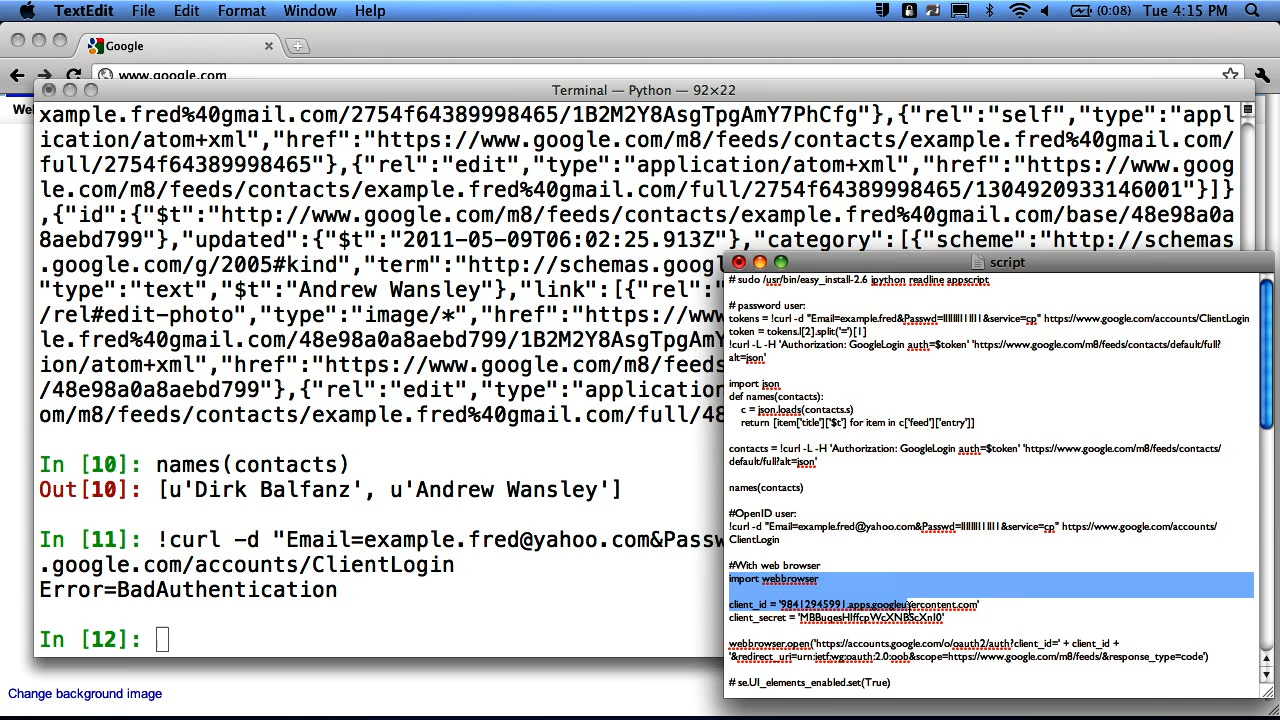 TextEdit File Edit Format Window Help (0:08) Tue 4:15 PM
Google
www.google.com
Terminal — Python — 92×22
We
xample.fred%40gmail.com/2754f64389998465/1B2M2Y8AsgTpgAmY7PhCfg"},{"rel":"self","type":"appl
ication/atom+xml","href":"https://www.google.com/m8/feeds/contacts/example.fred%40gmail.com/
full/2754f64389998465"},{"rel":"edit","type":"application/atom+xml","href":"https://www.goog
le.com/m8/feeds/contacts/example.fred%40gmail.com/full/2754f64389998465/1304920933146001"}]}
,{"id":{"$t":"http://www.google.com/m8/feeds/contacts/example.fred%40gmail.com/base/48e98a0a
8aebd799"},"updated":{"$t":"2011-05-09T06:02:25.913Z"},"category":[{"scheme":"http://schemas
.google.com/g/2005#kind","term":"http://schemas.goog
"type":"text","$t":"Andrew Wansley"},"link":[{"rel":
/rel#edit-photo","type":"image/*","href":"https://ww
le.com/m8/feeds/contacts/example.fred%40gmail.com/ph
48e98a0a8aebd799/1B2M2Y8AsgTpgAmY
ion/atom+xml","href":"https://www.google.com/m8/feeds
/48e98a0a8aebd799"},{"rel":"edit","type":"application
om/m8/feeds/contacts/example.fred%40gmail.com/full/48
In [10]: names(contacts)
Out[10]: [u'Dirk Balfanz', u'Andrew Wansley']
In [11]: !curl -d "Email=example.fred@yahoo.com&Passw
.google.com/accounts/ClientLogin
Error=BadAuthentication
In [12]:
Change background image
script
# sudo /usr/bin/easy_install-2.6 ipython readline appscript
# password user:
tokens = !curl -d "Email=example.fred&Passwd=llllllllllll&service=cp" https://www.google.com/accounts/ClientLogin
token = tokens.l[2].split('=')[1]
!curl -L -H 'Authorization: GoogleLogin auth=$token' 'https://www.google.com/m8/feeds/contacts/default/full?
alt=json'
import json
def names(contacts):
c = json.loads(contacts.s)
return [item['title']['$t'] for item in c['feed']['entry']]
contacts = !curl -L -H 'Authorization: GoogleLogin auth=$token' 'https://www.google.com/m8/feeds/contacts/
default/full?alt=json'
names(contacts)
#OpenID user:
!curl -d "Email=example.fred@yahoo.com&Passwd=llllllllllll&service=cp" https://www.google.com/accounts/
ClientLogin
#With web browser
import webbrowser
client_id = '98412945991.apps.googleusercontent.com'
client_secret = 'MBBuqesHIffcpWcXNBScXnI0'
webbrowser.open('https://accounts.google.com/o/oauth2/auth?client_id=' + client_id +
'&redirect_uri=urn:ietf:wg:oauth:2.0:oob&scope=https://www.google.com/m8/feeds/&response_type=code')
# se.UI_elements_enabled.set(True)